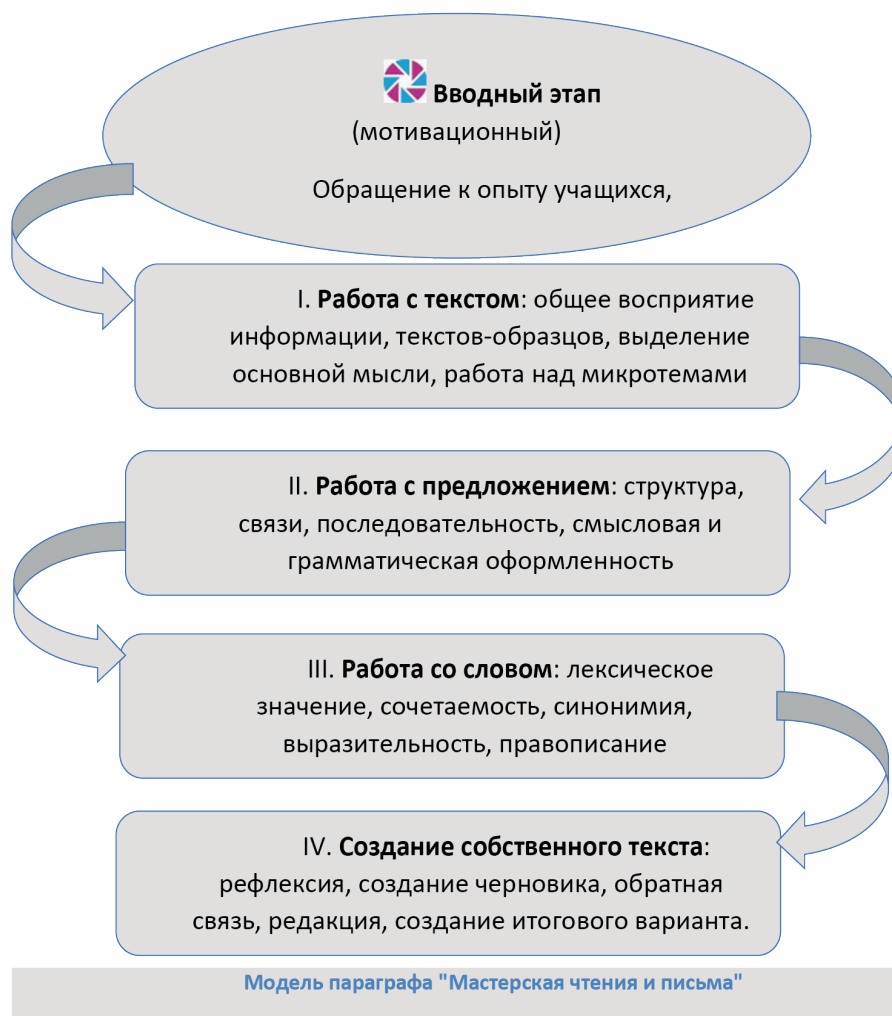 Вводный этап
(мотивационный)
Обращение к опыту учащихся,
I. Работа с текстом: общее восприятие
информации, текстов-образцов, выделение
основной мысли, работа над микротемами
II. Работа с предложением: структура,
связи, последовательность, смысловая и
грамматическая оформленность
III. Работа со словом: лексическое
значение, сочетаемость, синонимия,
выразительность, правописание
IV. Создание собственного текста:
рефлексия, создание черновика, обратная
связь, редакция, создание итогового варианта.
Модель параграфа "Мастерская чтения и письма"